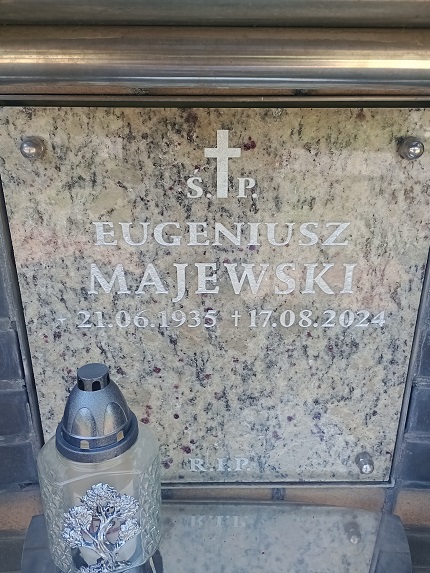 Ś. P.
EUGENIUSZ
MAJEWSKI
* 21.06.1935 † 17.08.2024
R.I.P.